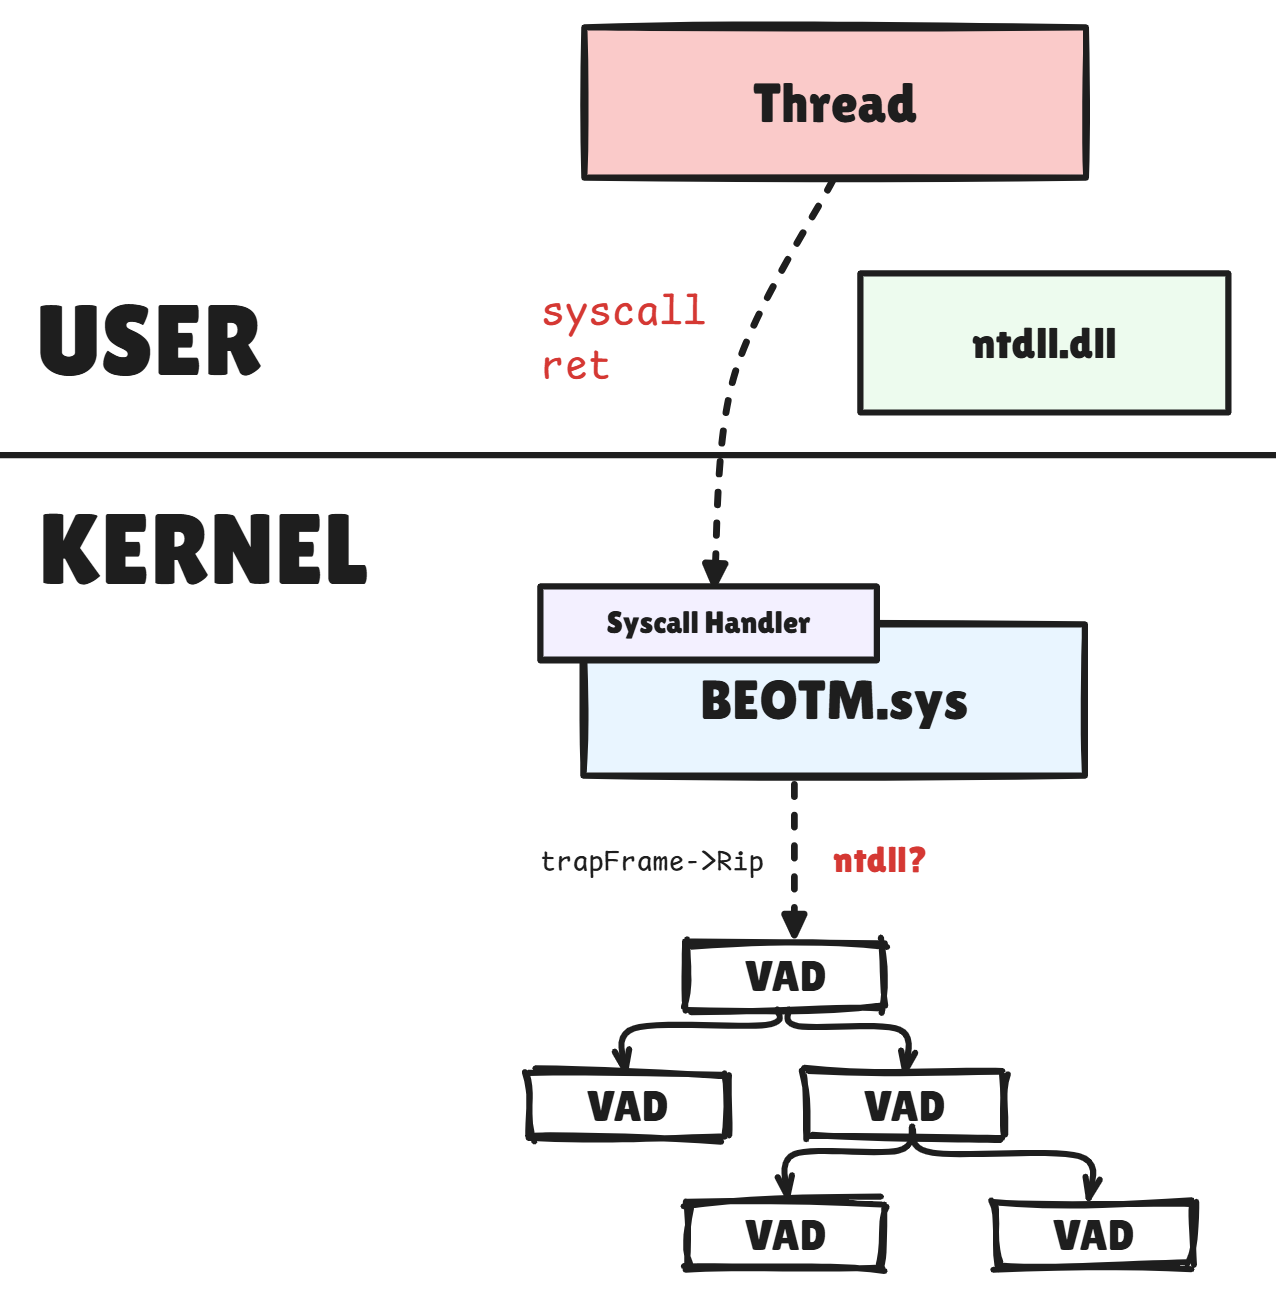 Thread
syscall
ret
USER
ntdll.dll
KERNEL
Syscall Handler
BEOTM.sys
trapFrame->Rip
ntdll?
VAD
VAD
VAD
VAD
VAD